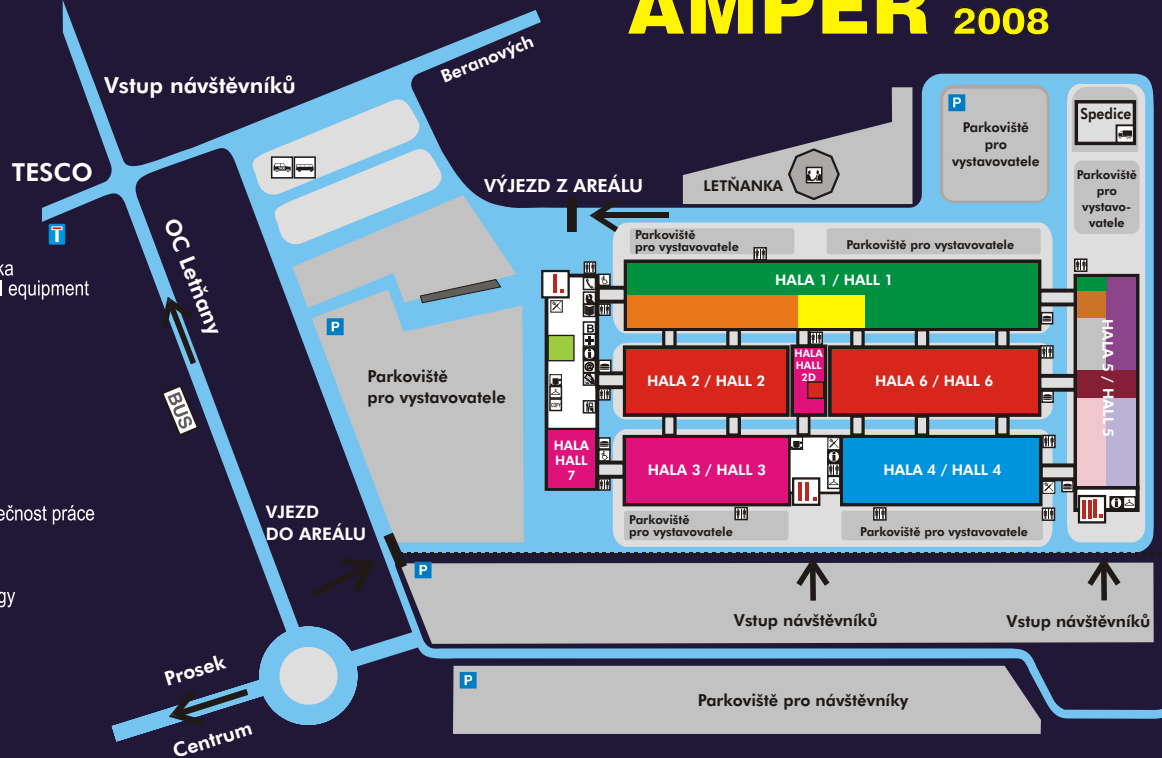 AMPER 2008
Beranových
Vstup návštěvníků
TESCO
T
OC Letňany
BUS
ka
equipment
ečnost práce
gy
VÝJEZD Z AREÁLU
LETŇANKA
P
Parkoviště
pro
vystavovatele
Spedice
Parkoviště
pro
vystavo-
vatele
Parkoviště
pro vystavovatele
Parkoviště pro vystavovatele
I.
HALA 1 / HALL 1
P
Parkoviště
pro vystavovatele
B
i
@
COPY
HALA 2 / HALL 2
HALA
HALL
2D
HALA 6 / HALL 6
HALA 5 / HALL 5
HALA
HALL
7
HALA 3 / HALL 3
i
II.
HALA 4 / HALL 4
III.
i
Parkoviště
pro vystavovatele
Parkoviště pro vystavovatele
VJEZD
DO AREÁLU
P
Vstup návštěvníků
Vstup návštěvníků
Prosek
Centrum
P
Parkoviště pro návštěvníky